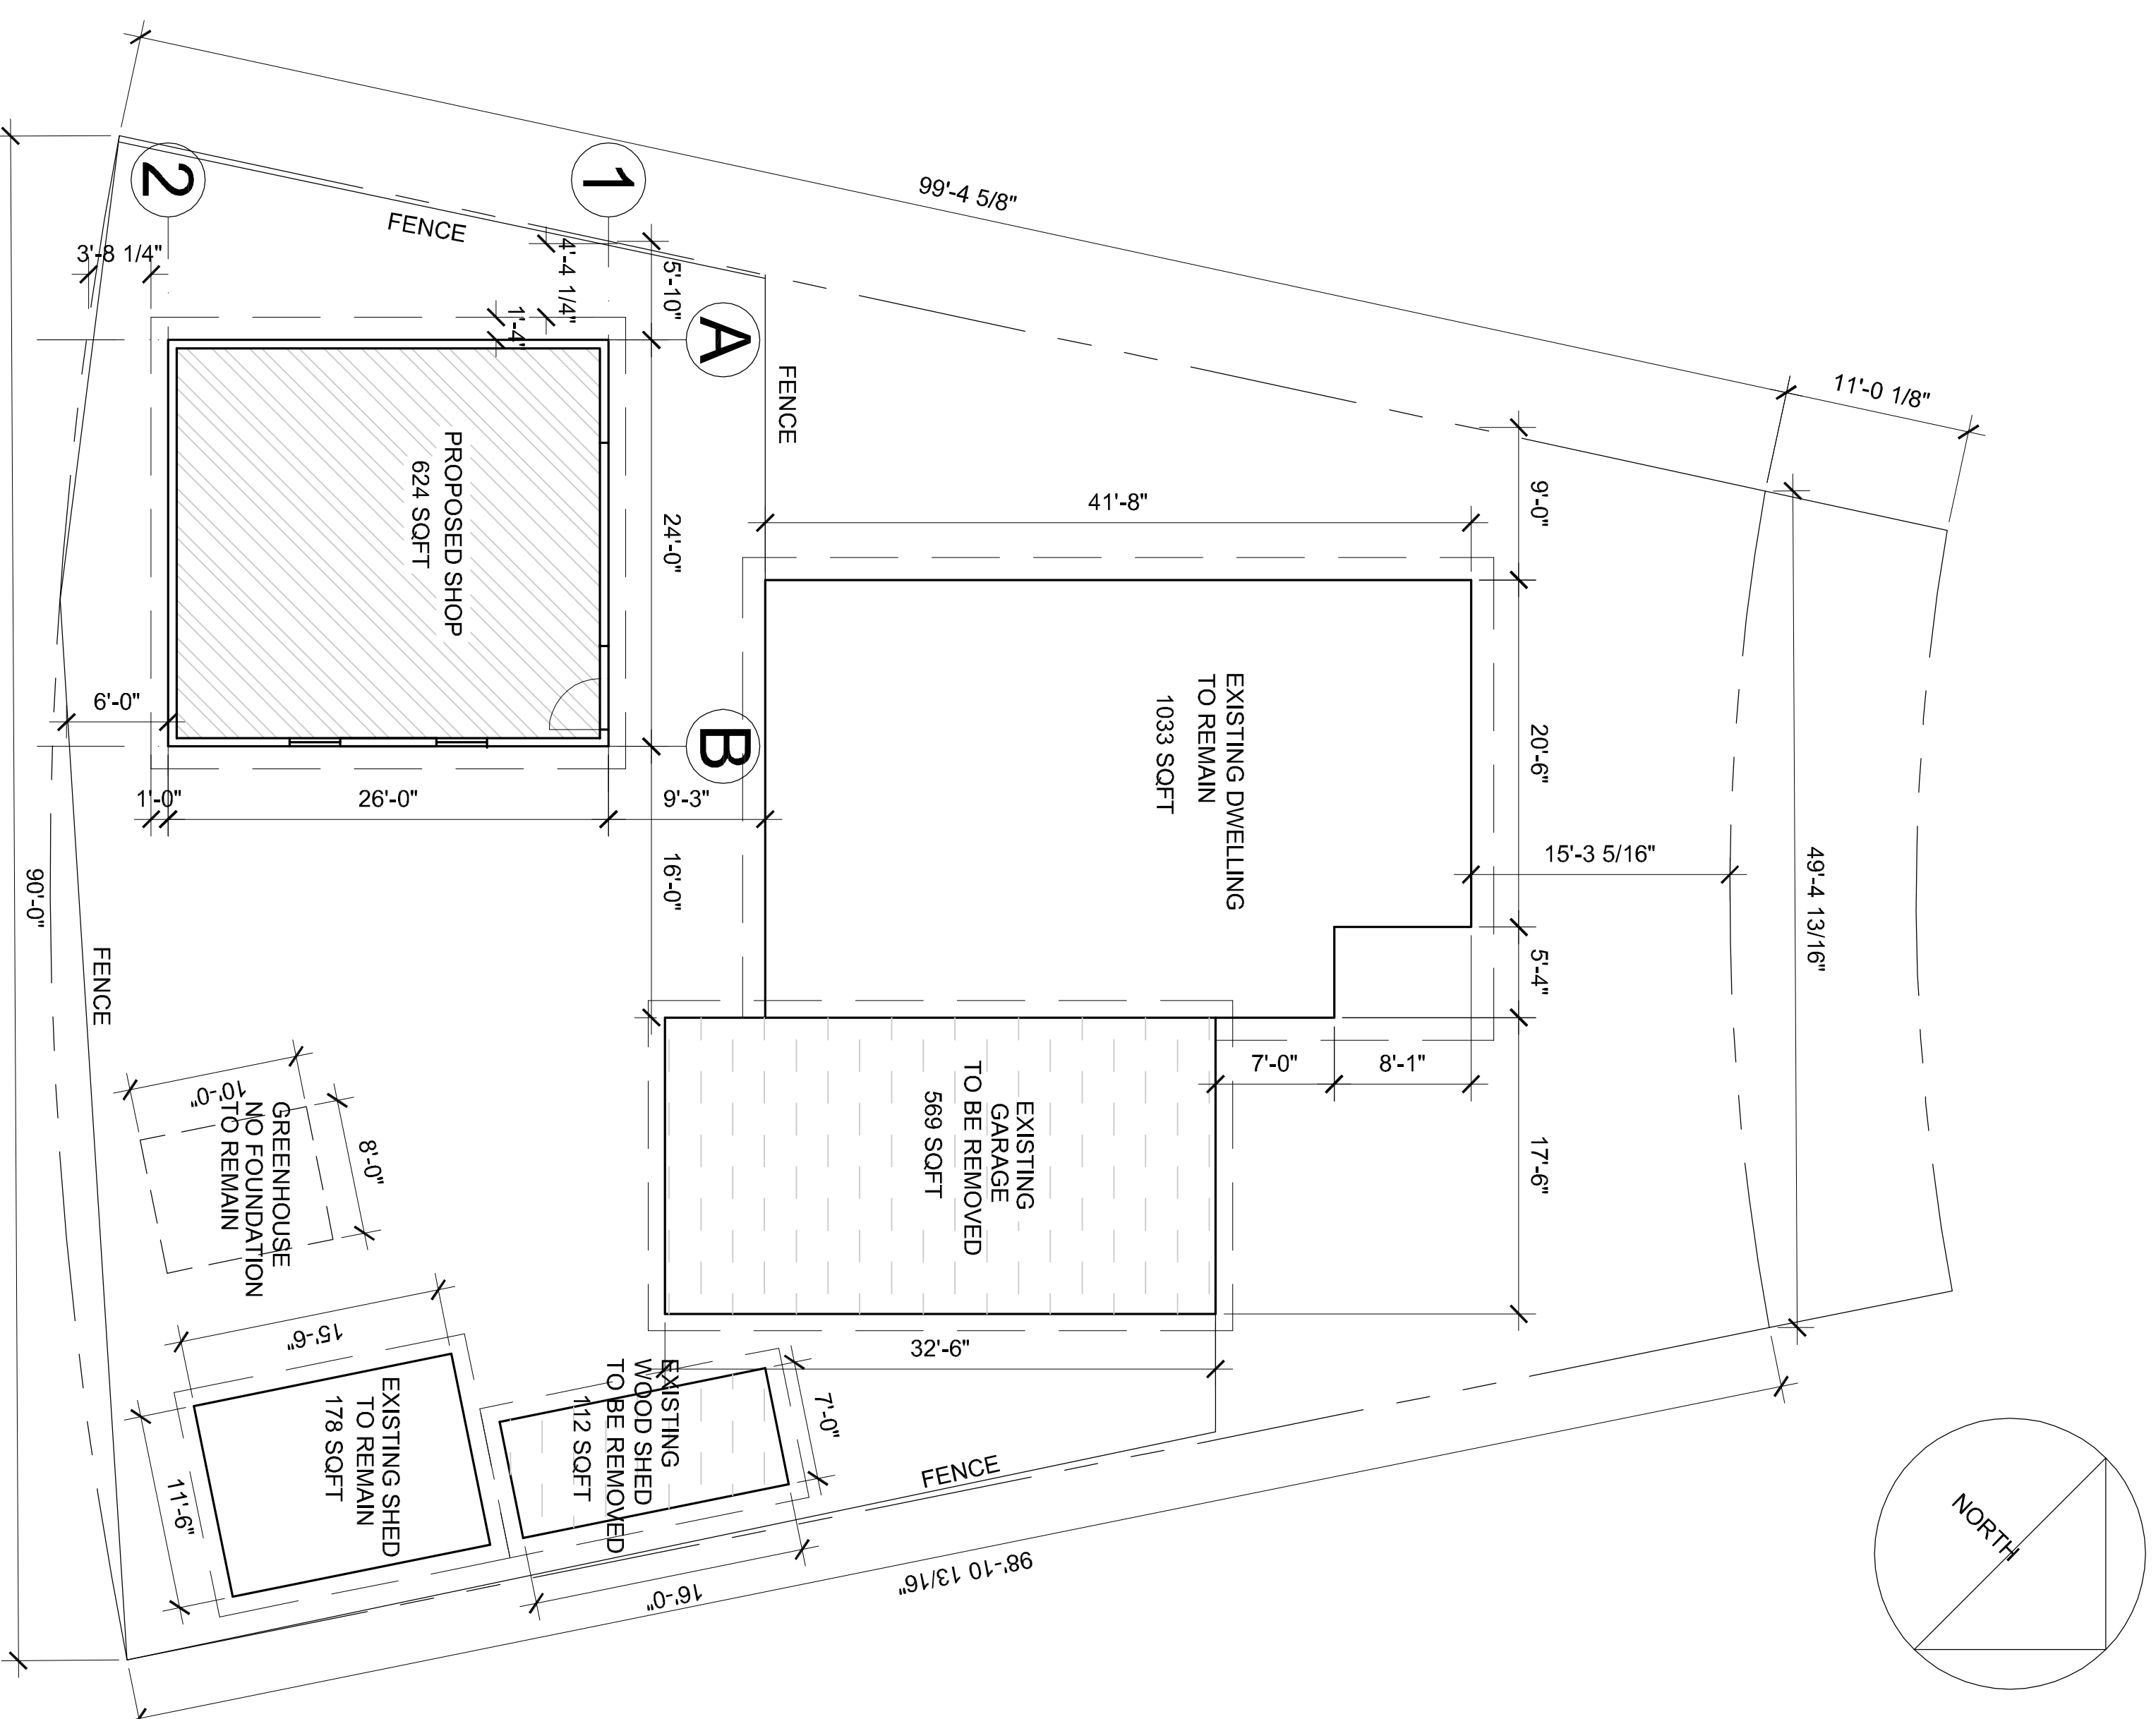 99'-4 5/8"
11'-0 1/8"
2
1
FENCE
3'-8 1/4"
4'-4 1/4"
5'-10"
1'-4"
A
FENCE
PROPOSED SHOP
624 SQFT
24'-0"
41'-8"
9'-0"
20'-6"
EXISTING DWELLING
TO REMAIN
1033 SQFT
15'-3 5/16"
49'-4 13/16"
6'-0"
B
1'-0"
26'-0"
9'-3"
16'-0"
90'-0"
FENCE
5'-4"
7'-0"
8'-1"
17'-6"
EXISTING
GARAGE
TO BE REMOVED
569 SQFT
10'-0"
8'-0"
GREENHOUSE
NO FOUNDATION
TO REMAIN
15'-6"
32'-6"
EXISTING
WOOD SHED
TO BE REMOVED
112 SQFT
7'-0"
EXISTING SHED
TO REMAIN
178 SQFT
11'-6"
FENCE
16'-0"
98'-10 13/16"
NORTH